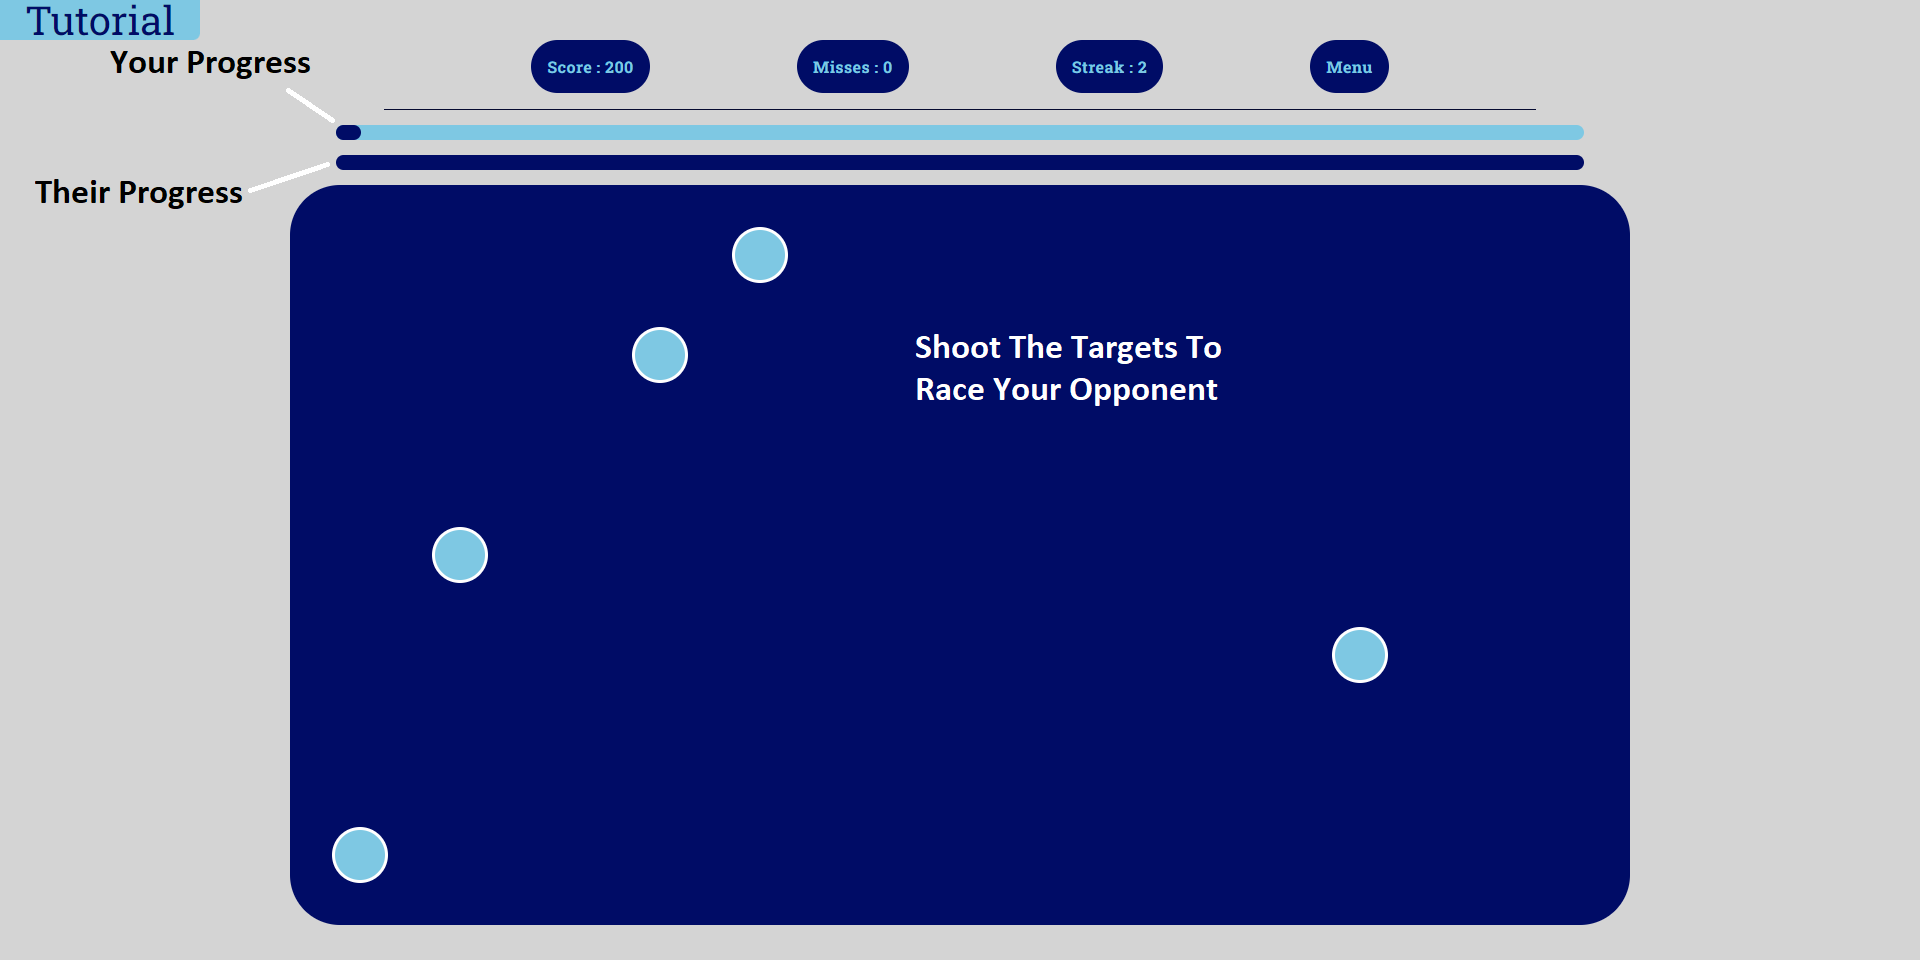 Tutorial
Your Progress
Score : 200
Misses : 0
Streak : 2
Menu
Their Progress
Shoot The Targets To
Race Your Opponent